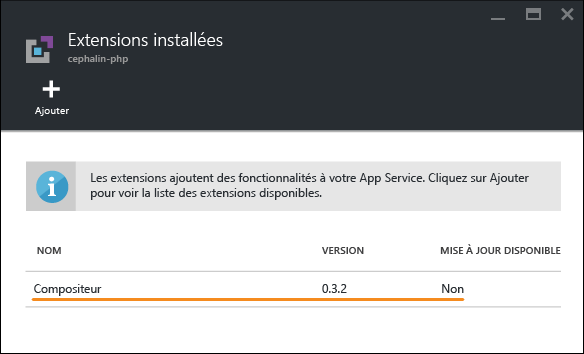 Extensions installées
cephalin-php
Ajouter
Les extensions ajoutent des fonctionnalités à votre App Service. Cliquez sur Ajouter
pour voir la liste des extensions disponibles.
NOM VERSION MISE À JOUR DISPONIBLE
Compositeur 0.3.2 Non